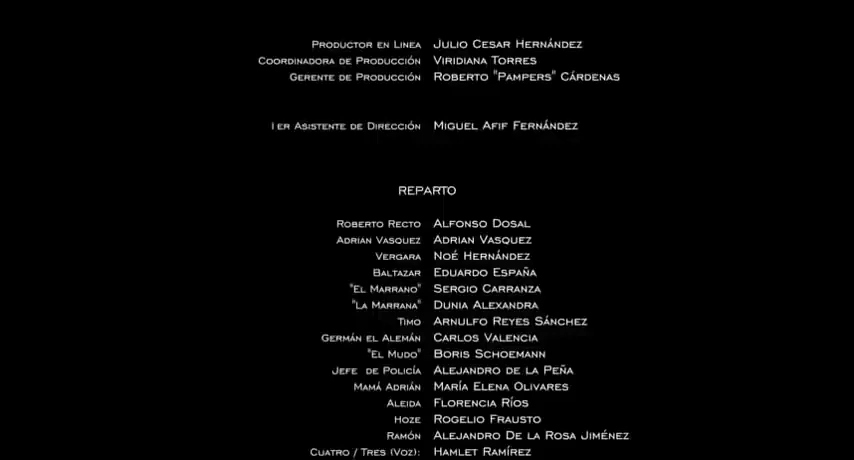 Productor en Linea Julio Cesar Hernández
Coordinadora de Producción Viridiana Torres
Gerente de Producción Roberto "Pampers" Cárdenas
1er Asistente de Dirección Miguel Afif Fernández
REPARTO
Roberto Recto Alfonso Dosal
Adrian Vasquez Adrian Vasquez
Vergara Noé Hernández
Baltazar Eduardo España
"El Marrano" Sergio Carranza
"La Marrana" Dunia Alexandra
Timo Arnulfo Reyes Sánchez
Germán el Alemán Carlos Valencia
"El Mudo" Boris Schoemann
Jefe de Policía Alejandro de la Peña
Mamá Adrián María Elena Olivares
Aleida Florencia Ríos
Hoze Rogelio Frausto
Ramón Alejandro De la Rosa Jiménez
Cuatro / Tres (Voz): Hamlet Ramírez